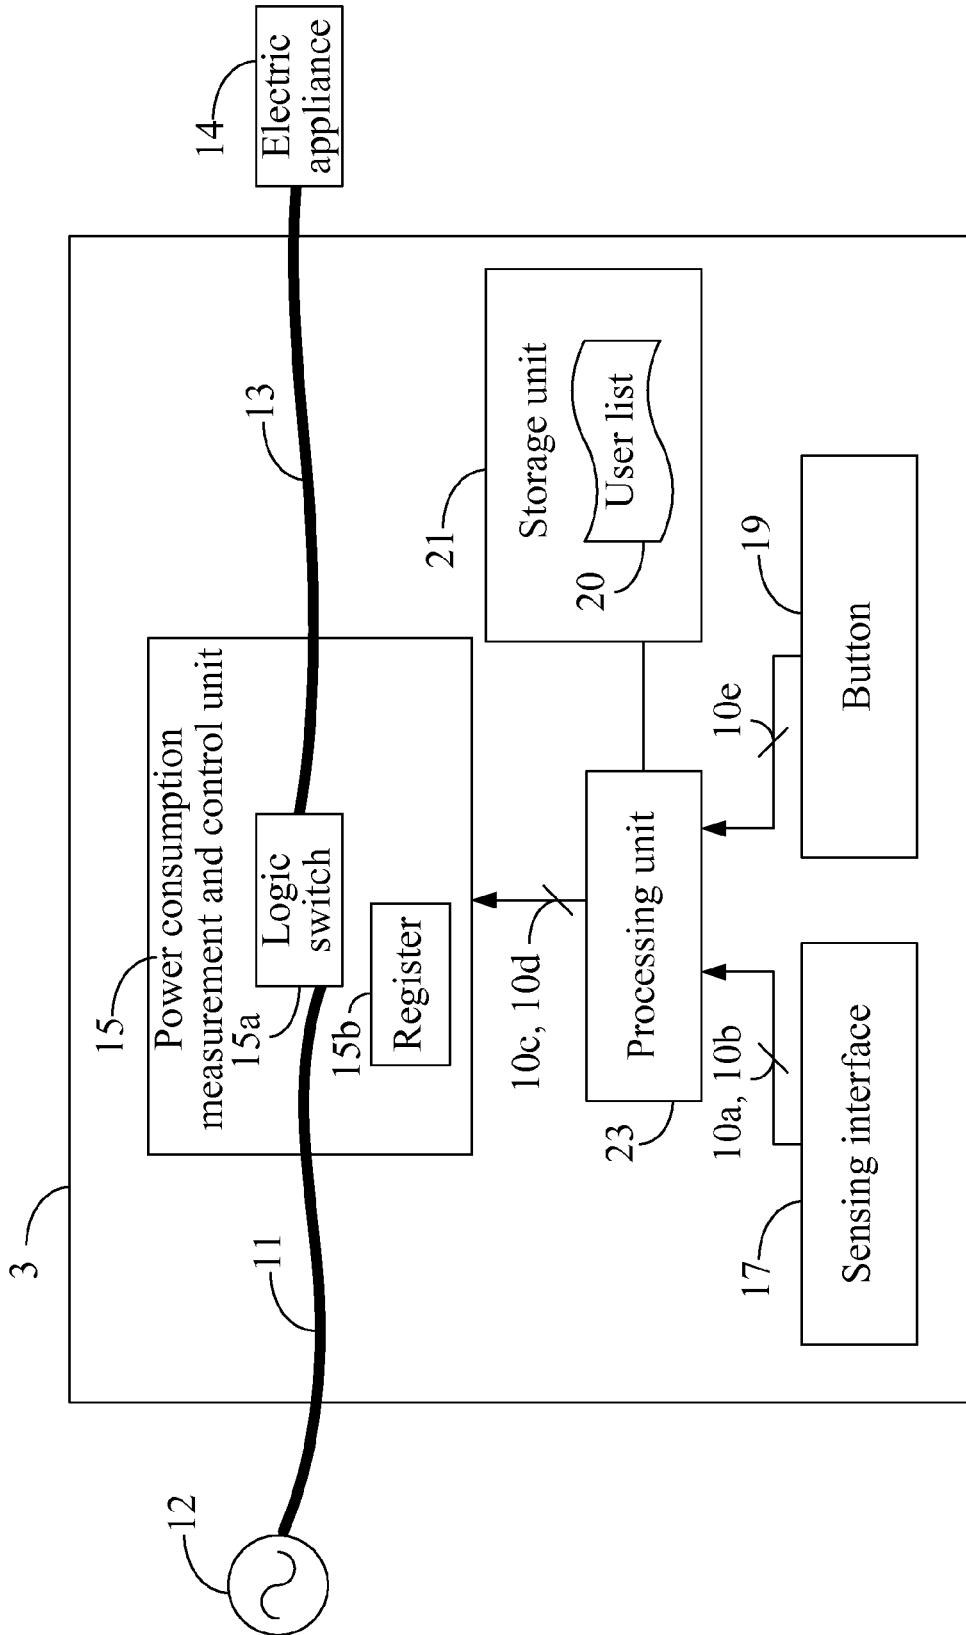 3
12
11
15
Power consumption
measurement and control unit
15a
Logic
switch
15b
Register
13
14
Electric
appliance
10c, 10d
21
Storage unit
User list
20
23
Processing unit
10a, 10b
10e
17
Sensing interface
19
Button